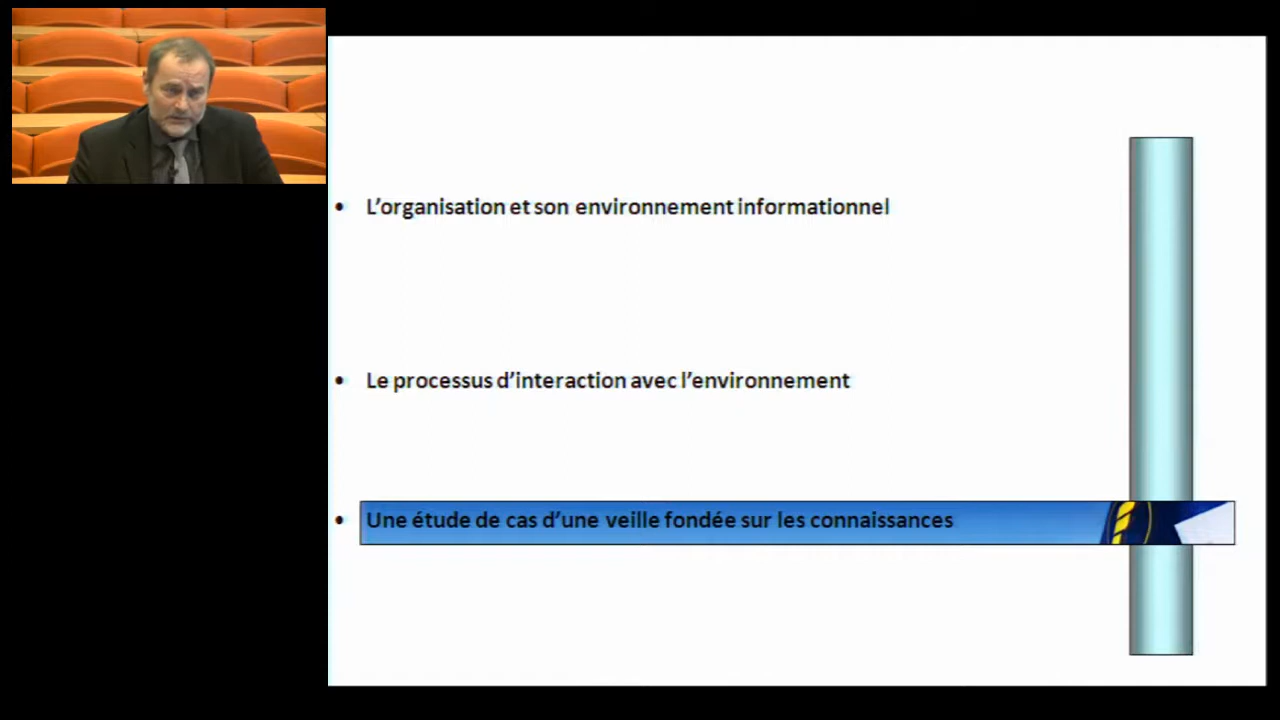 • L’organisation et son environnement informationnel
• Le processus d’interaction avec l’environnement
• Une étude de cas d’une veille fondée sur les connaissances